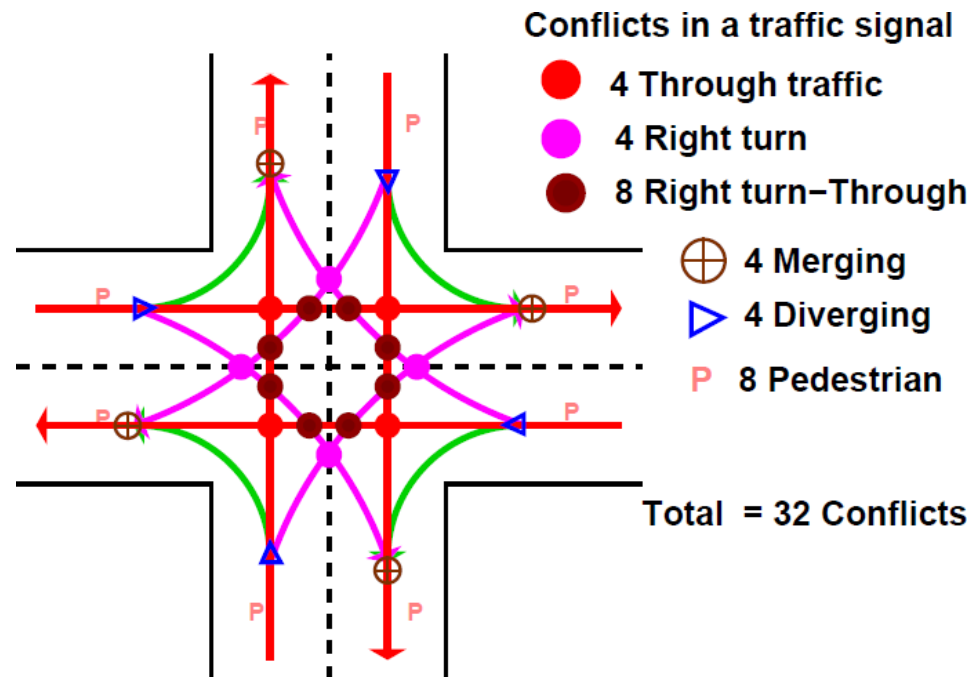 Conflicts in a traffic signal
4 Through traffic
4 Right turn
8 Right turn−Through
4 Merging
4 Diverging
P 8 Pedestrian
Total = 32 Conflicts
P
P
P
P
P
P
P
P